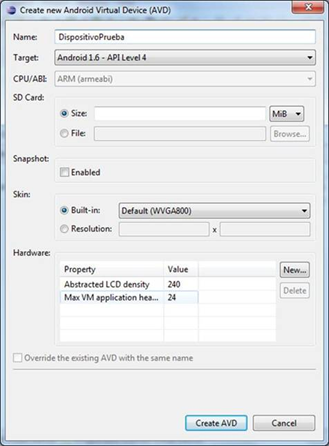 Create new Android Virtual Device (AVD)
Name: DispositivoPrueba
Target: Android 1.6 - API Level 4
CPU/ABI: ARM (armeabi)
SD Card:
Size: MiB
File: Browse...
Snapshot:
Enabled
Skin:
Built-in: Default (WVGA800)
Resolution: x
Hardware:
Property Value New...
Abstracted LCD density 240 Delete
Max VM application hea... 24
Override the existing AVD with the same name
Create AVD Cancel